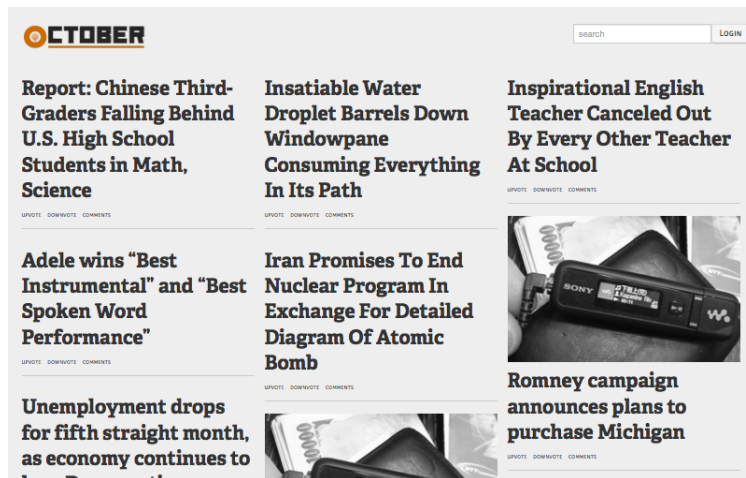 OCTOBER
search
LOGIN
Report: Chinese Third-
Graders Falling Behind
U.S. High School
Students in Math,
Science
UPVOTE DOWNVOTE COMMENTS
Adele wins “Best
Instrumental” and “Best
Spoken Word
Performance”
UPVOTE DOWNVOTE COMMENTS
Unemployment drops
for fifth straight month,
as economy continues to
Insatiable Water
Droplet Barrels Down
Windowpane
Consuming Everything
In Its Path
UPVOTE DOWNVOTE COMMENTS
Iran Promises To End
Nuclear Program In
Exchange For Detailed
Diagram Of Atomic
Bomb
UPVOTE DOWNVOTE COMMENTS
Inspirational English
Teacher Canceled Out
By Every Other Teacher
At School
UPVOTE DOWNVOTE COMMENTS
SONY
Romney campaign
announces plans to
purchase Michigan
UPVOTE DOWNVOTE COMMENTS